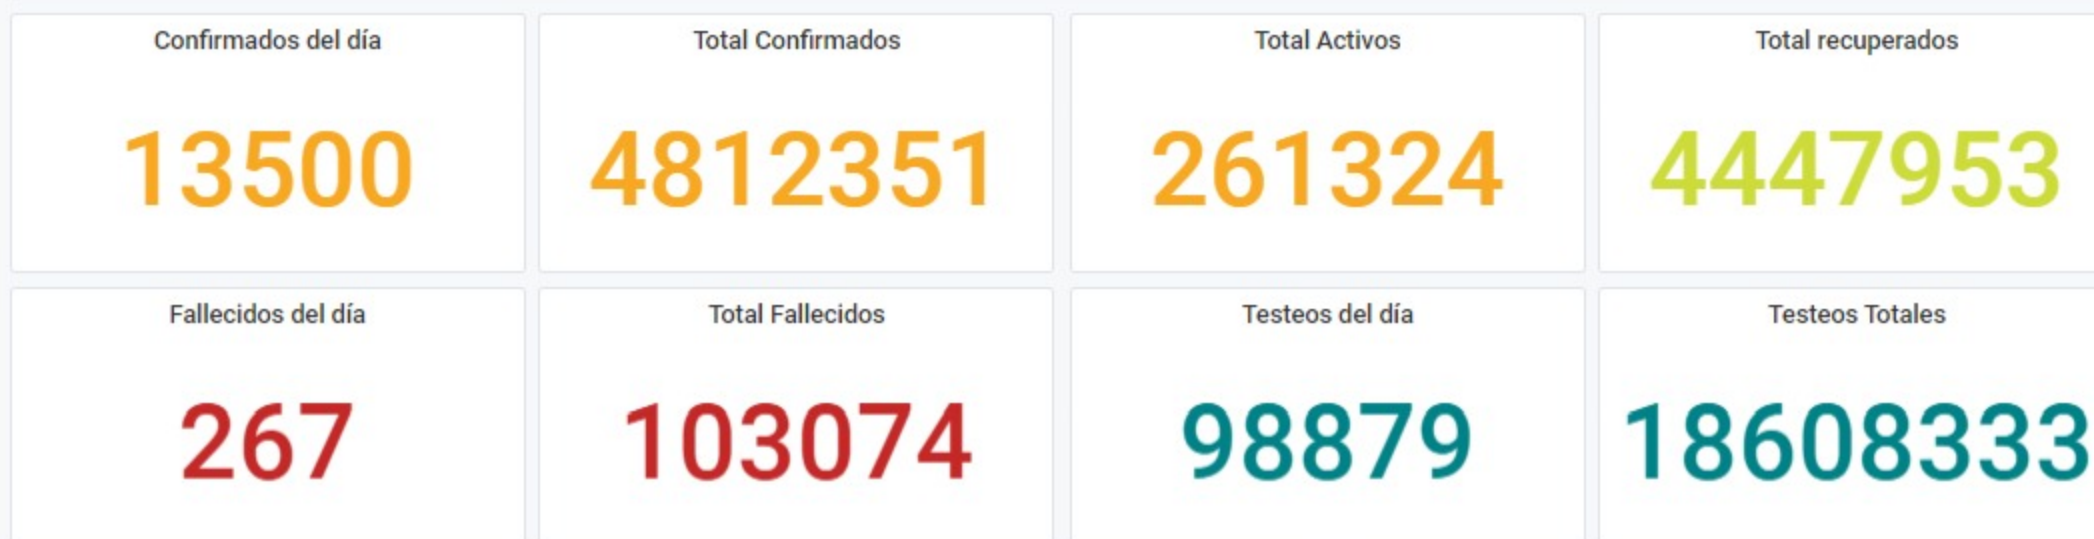 Confirmados del día
13500
Total Confirmados
4812351
Total Activos
261324
Total recuperados
4447953
Fallecidos del día
267
Total Fallecidos
103074
Testeos del día
98879
Testeos Totales
18608333